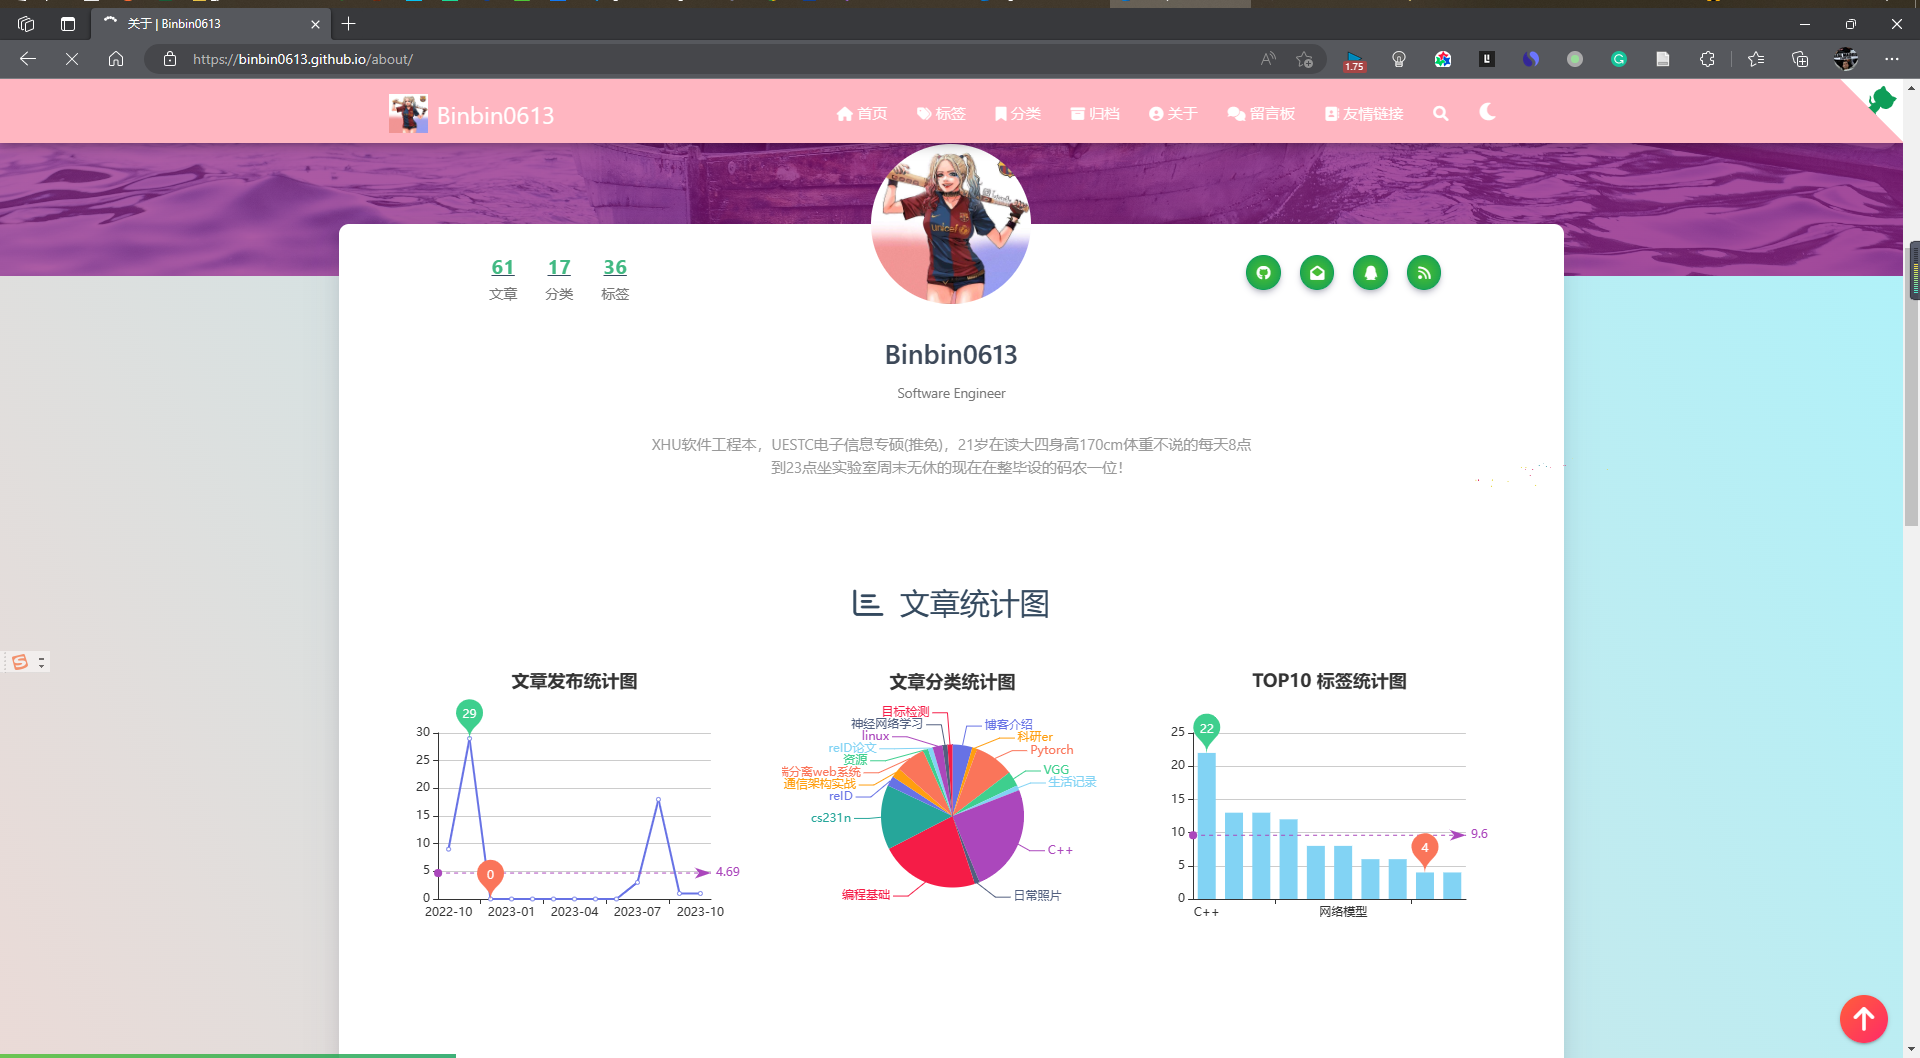 关于 | Binbin0613
https://binbin0613.github.io/about/
1.75
Binbin0613
首页 标签 分类 归档 关于 留言板 友情链接
61 17 36
文章 分类 标签
Binbin0613
Software Engineer
XHU软件工程本，UESTC电子信息专硕(推免)，21岁在读大四身高170cm体重不说的每天8点
到23点坐实验室周末无休的现在在整毕设的码农一位！
文章统计图
文章发布统计图
29
30
25
20
15
10
5
0
0
4.69
2022-10 2023-01 2023-04 2023-07 2023-10
文章分类统计图
目标检测
神经网络学习
linux
reID论文
资源
端分离web系统
通信架构实战
reID
cs231n
编程基础
博客介绍
科研er
Pytorch
VGG
生活记录
C++
日常照片
TOP10 标签统计图
22
25
20
15
10
5
0
9.6
4
C++ 网络模型